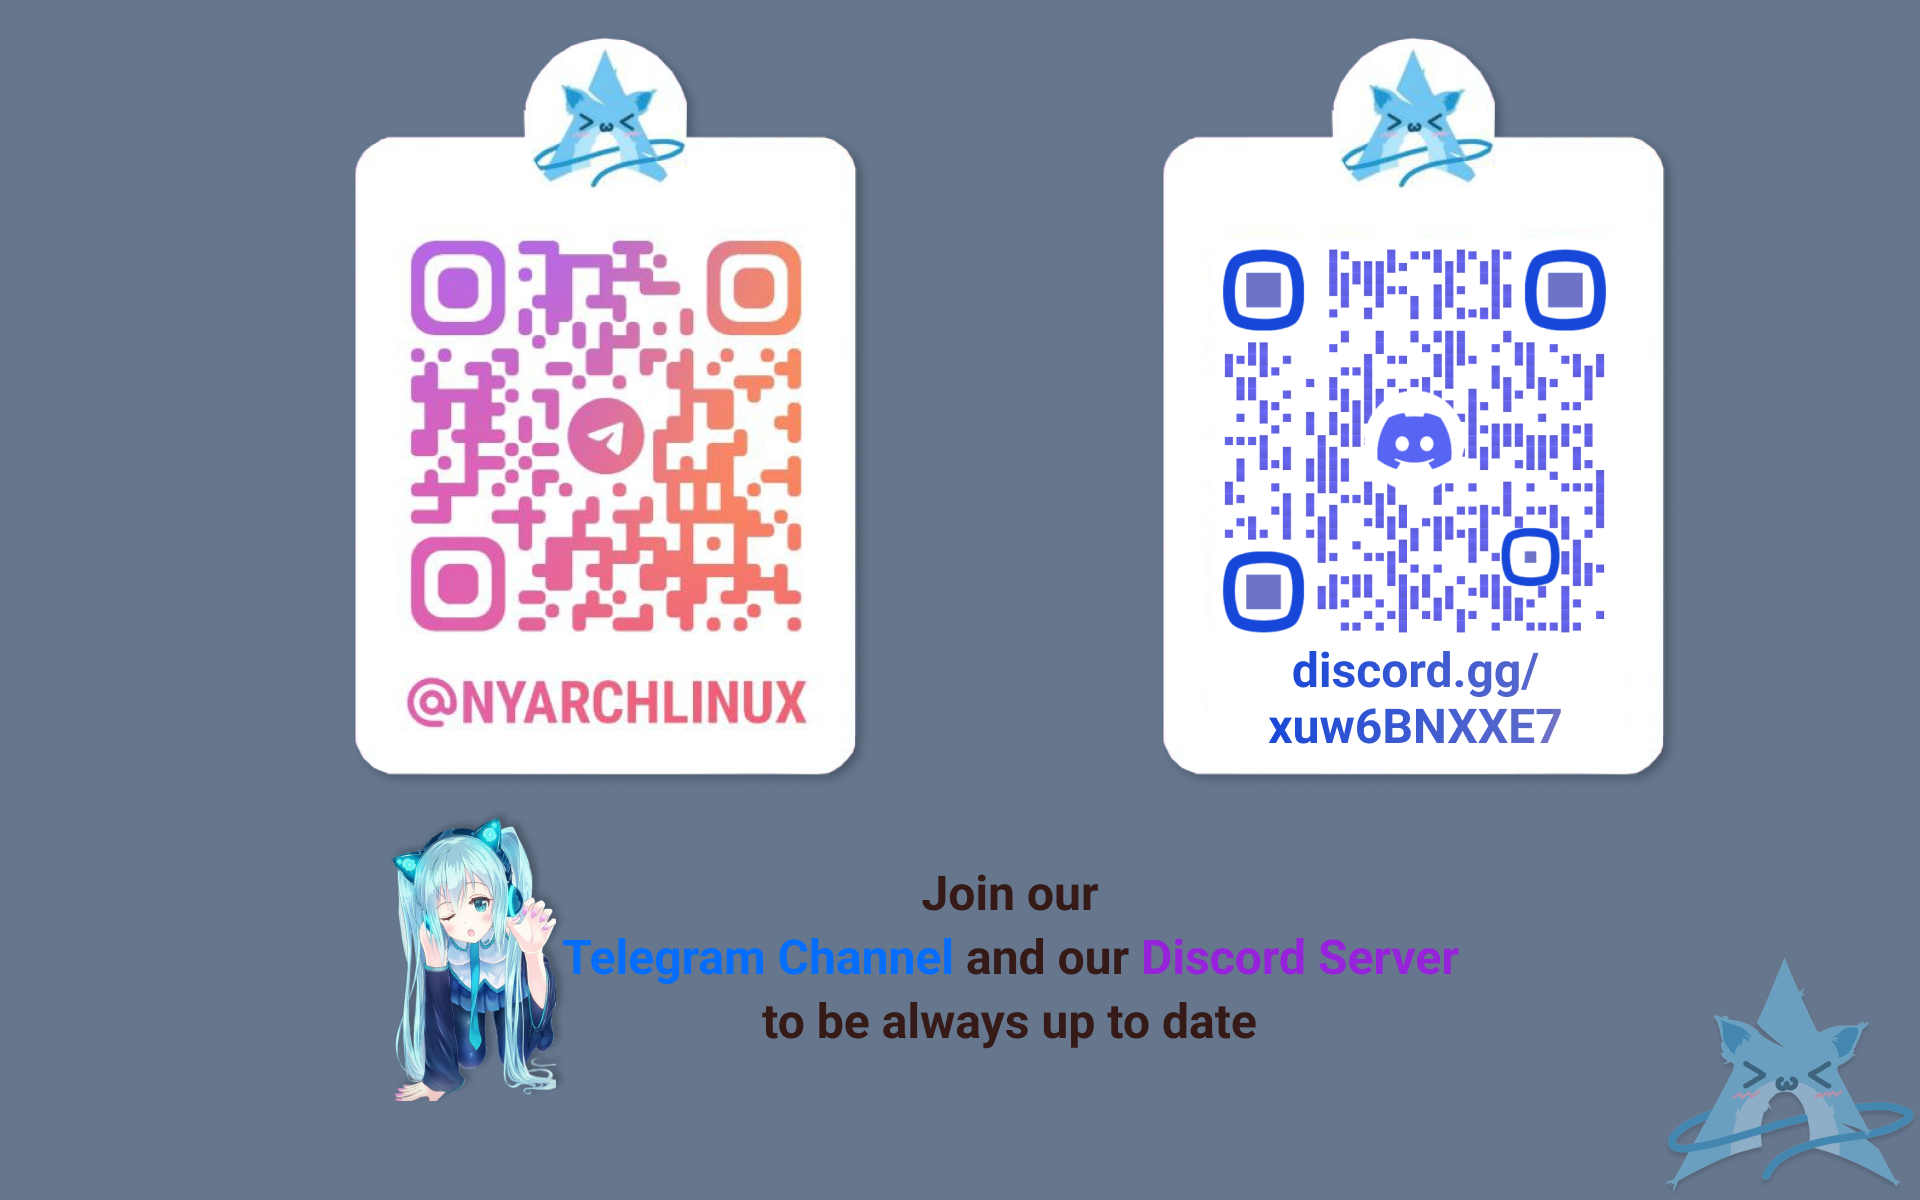 @NYARCHLINUX
discord.gg/
xuw6BNXXE7
Join our
Telegram Channel and our Discord Server
to be always up to date